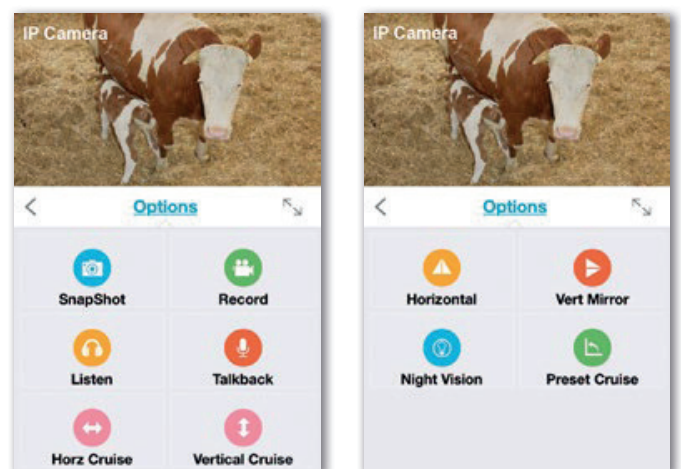 IP Camera
Options
SnapShot
Record
Listen
Talkback
Horz Cruise
Vertical Cruise
IP Camera
Options
Horizontal
Vert Mirror
Night Vision
Preset Cruise